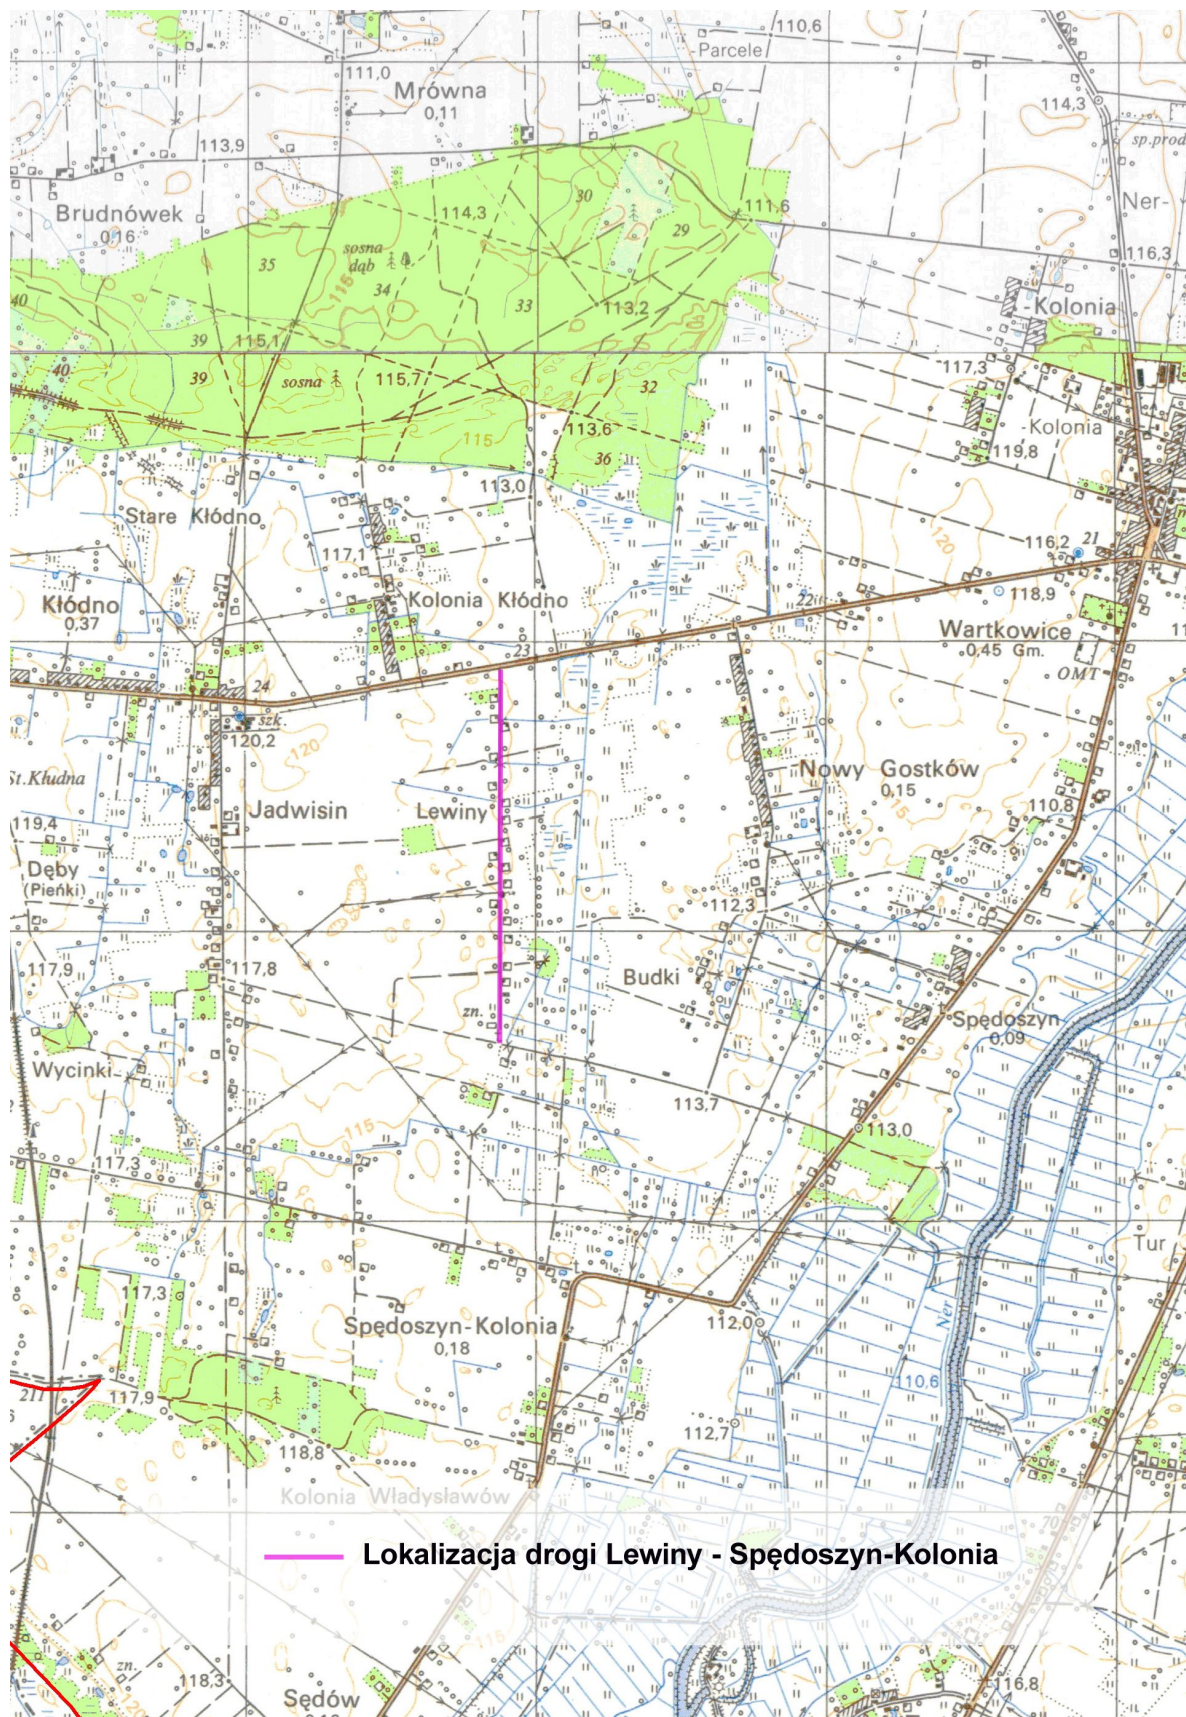 110,6
-Parcele
111,0
Mrówna
0,11
114,3
sp.prod
113,9
30
Ner-
Brudnówek
0,16
114,3
111,6
29
sosna
dąb
35
34
116,3
40
33
113,2
-Kolonia
39
115,1
40
39
sosna
115,7
32
117,3
115
113,6
-Kolonia
36
119,8
113,0
Stare Kłódno
120
117,1
116,2
21
Kłódno
0,37
Kolonia Kłódno
22
118,9
Wartkowice
0,45 Gm.
23
OMT
24
szk.
120,2
120
St.Kłudna
Nowy Gostków
0,15
115
Jadwisin
Lewiny
110,8
119,4
Dęby
(Pieńki)
112,3
117,9
117,8
Budki
zn.
Spędoszyn
0,09
Wycinki
113,7
115
113,0
117,3
Tur
117,3
Ner
Spędoszyn-Kolonia
0,18
112,0
110,6
211
117,9
112,7
118,8
Kolonia Władysławów
70
Lokalizacja drogi Lewiny - Spędoszyn-Kolonia
115
zn.
118,3
120
Sędów
116,8